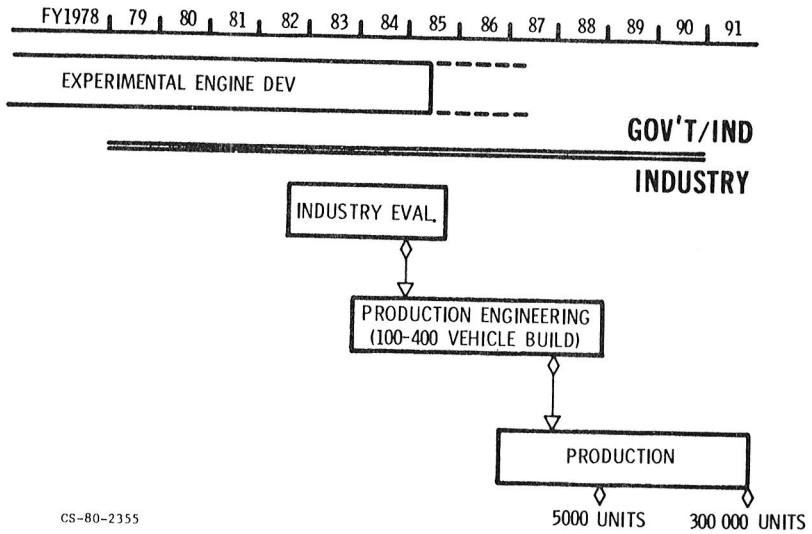 FY1978 79 80 81 82 83 84 85 86 87 88 89 90 91
EXPERIMENTAL ENGINE DEV
GOV'T/IND
INDUSTRY
INDUSTRY EVAL.
PRODUCTION ENGINEERING
(100-400 VEHICLE BUILD)
PRODUCTION
5000 UNITS 300 000 UNITS
CS-80-2355